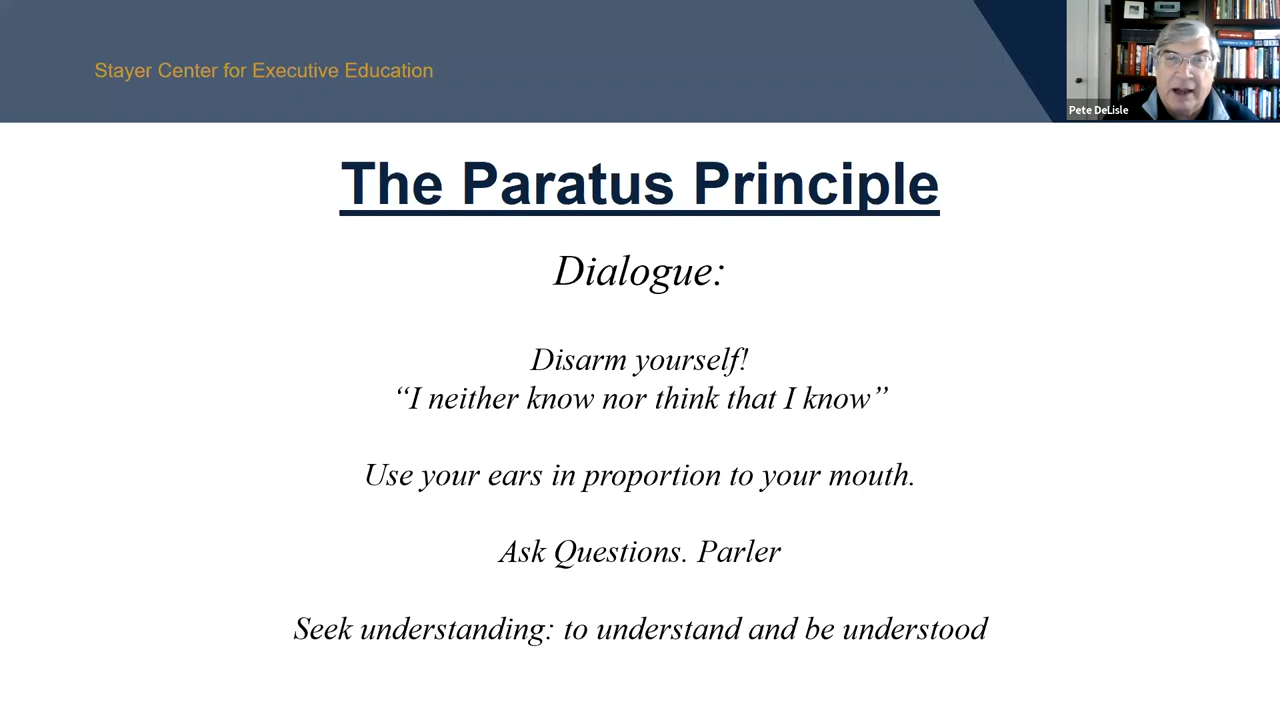 Stayer Center for Executive Education
Pete DeLisle
The Paratus Principle
Dialogue:
Disarm yourself!
“I neither know nor think that I know”
Use your ears in proportion to your mouth.
Ask Questions. Parler
Seek understanding: to understand and be understood